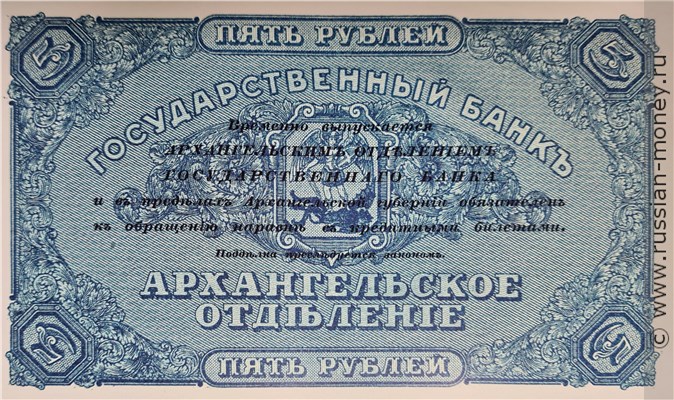 5 ПЯТЬ РУБЛЕЙ 5
ГОСУДАРСТВЕННЫЙ БАНКЪ
Временно выпускается
АРХАНГЕЛЬСКИМЪ ОТДѢЛЕНІЕМЪ
ГОСУДАРСТВЕННАГО БАНКА
и въ предѣлахъ Архангельской губерніи обязателенъ
къ обращенію наравнѣ съ кредитными билетами.
Поддѣлка преслѣдуется закономъ.
АРХАНГЕЛЬСКОЕ
ОТДѢЛЕНІЕ
5 ПЯТЬ РУБЛЕЙ 5
© www.russian-money.ru